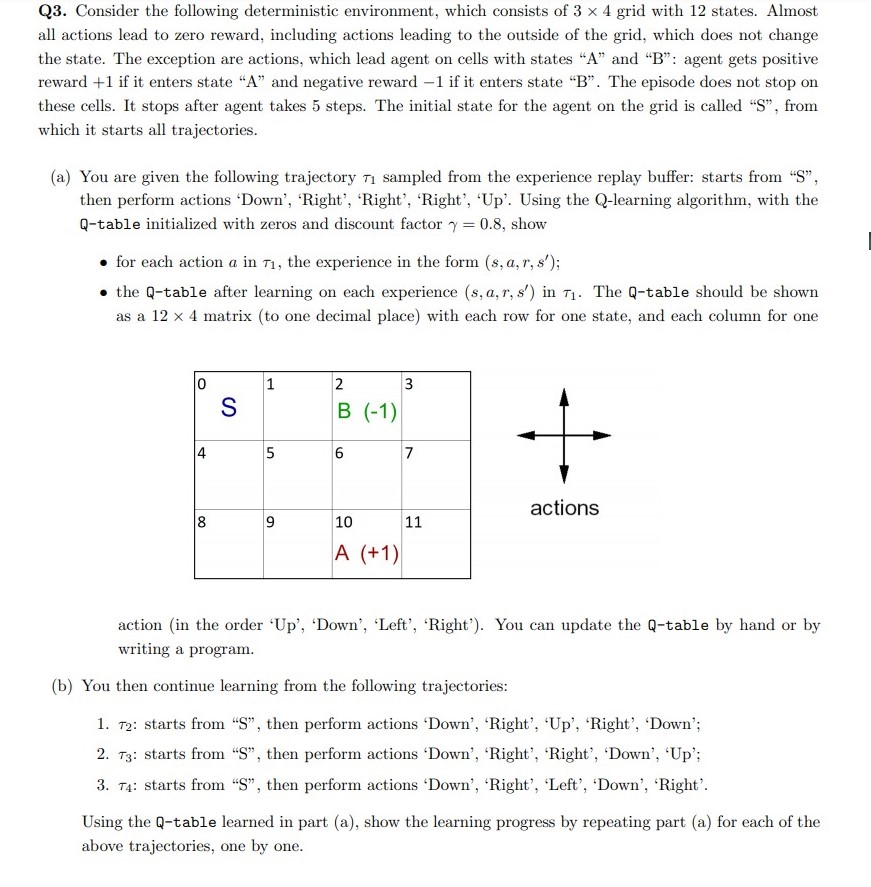 Q3. Consider the following deterministic environment, which consists of 3 × 4 grid with 12 states. Almost
all actions lead to zero reward, including actions leading to the outside of the grid, which does not change
the state. The exception are actions, which lead agent on cells with states “A” and “B”: agent gets positive
reward +1 if it enters state “A” and negative reward −1 if it enters state “B”. The episode does not stop on
these cells. It stops after agent takes 5 steps. The initial state for the agent on the grid is called “S”, from
which it starts all trajectories.
(a) You are given the following trajectory τ1 sampled from the experience replay buffer: starts from “S”,
then perform actions ‘Down’, ‘Right’, ‘Right’, ‘Right’, ‘Up’. Using the Q-learning algorithm, with the
Q-table initialized with zeros and discount factor γ = 0.8, show
• for each action a in τ1, the experience in the form (s, a, r, s′);
• the Q-table after learning on each experience (s, a, r, s′) in τ1. The Q-table should be shown
as a 12 × 4 matrix (to one decimal place) with each row for one state, and each column for one
0 1 2 3
S B (-1)
4 5 6 7
actions
8 9 10 11
A (+1)
action (in the order ‘Up’, ‘Down’, ‘Left’, ‘Right’). You can update the Q-table by hand or by
writing a program.
(b) You then continue learning from the following trajectories:
1. τ2: starts from “S”, then perform actions ‘Down’, ‘Right’, ‘Up’, ‘Right’, ‘Down’;
2. τ3: starts from “S”, then perform actions ‘Down’, ‘Right’, ‘Right’, ‘Down’, ‘Up’;
3. τ4: starts from “S”, then perform actions ‘Down’, ‘Right’, ‘Left’, ‘Down’, ‘Right’.
Using the Q-table learned in part (a), show the learning progress by repeating part (a) for each of the
above trajectories, one by one.